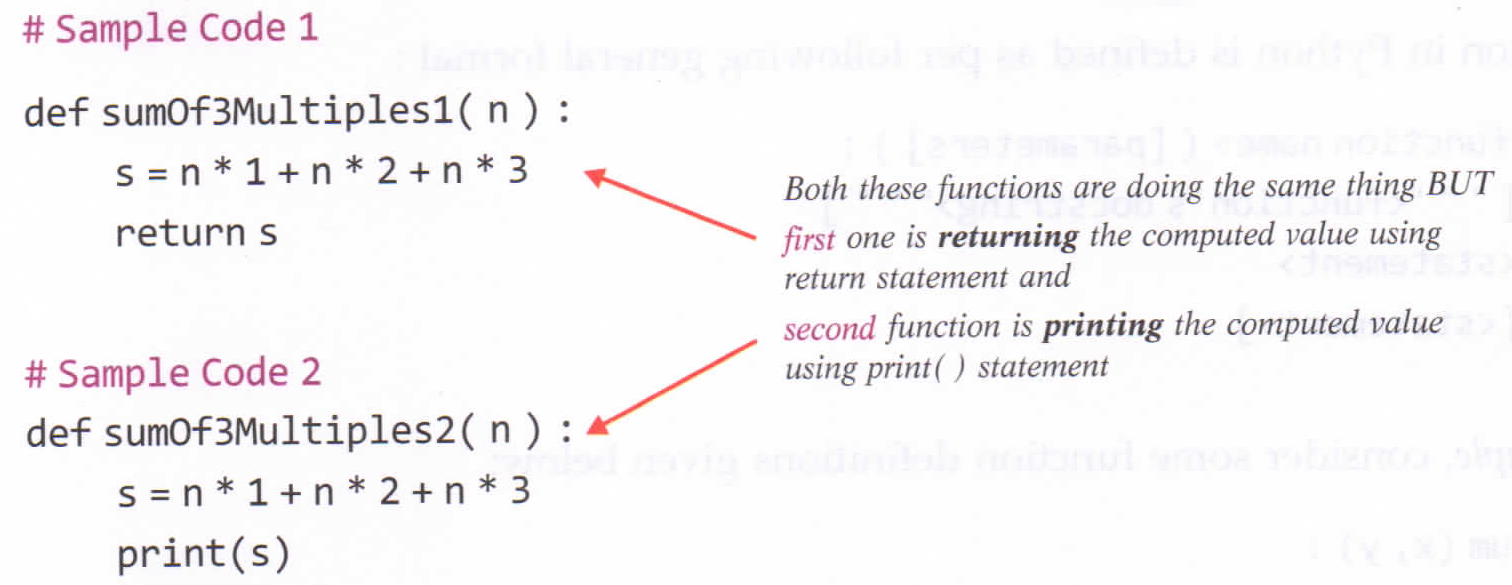 # Sample Code 1
def sumOf3Multiples1( n ) :
s = n * 1 + n * 2 + n * 3
return s
Both these functions are doing the same thing BUT
first one is returning the computed value using
return statement and
second function is printing the computed value
using print( ) statement
# Sample Code 2
def sumOf3Multiples2( n ) :
s = n * 1 + n * 2 + n * 3
print(s)